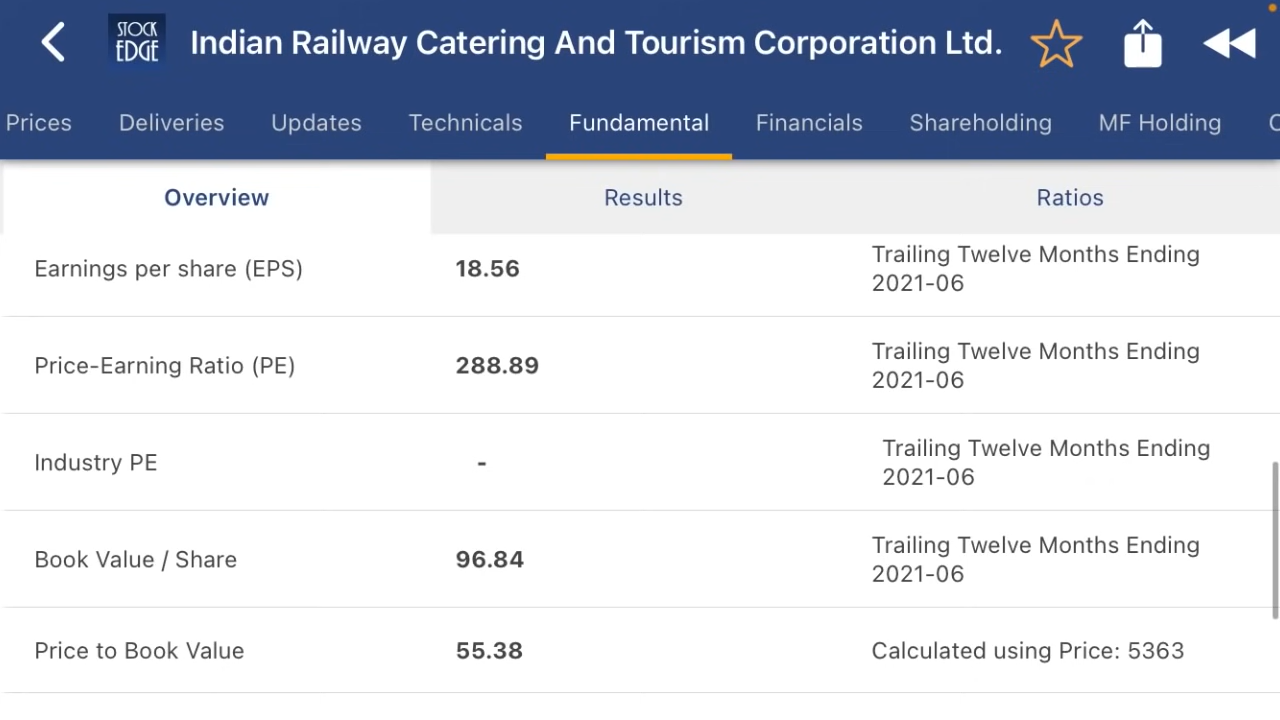 STOCK
EDGE
Indian Railway Catering And Tourism Corporation Ltd.
Prices Deliveries Updates Technicals Fundamental Financials Shareholding MF Holding C
Overview Results Ratios
Earnings per share (EPS) 18.56 Trailing Twelve Months Ending
2021-06
Price-Earning Ratio (PE) 288.89 Trailing Twelve Months Ending
2021-06
Industry PE - Trailing Twelve Months Ending
2021-06
Book Value / Share 96.84 Trailing Twelve Months Ending
2021-06
Price to Book Value 55.38 Calculated using Price: 5363